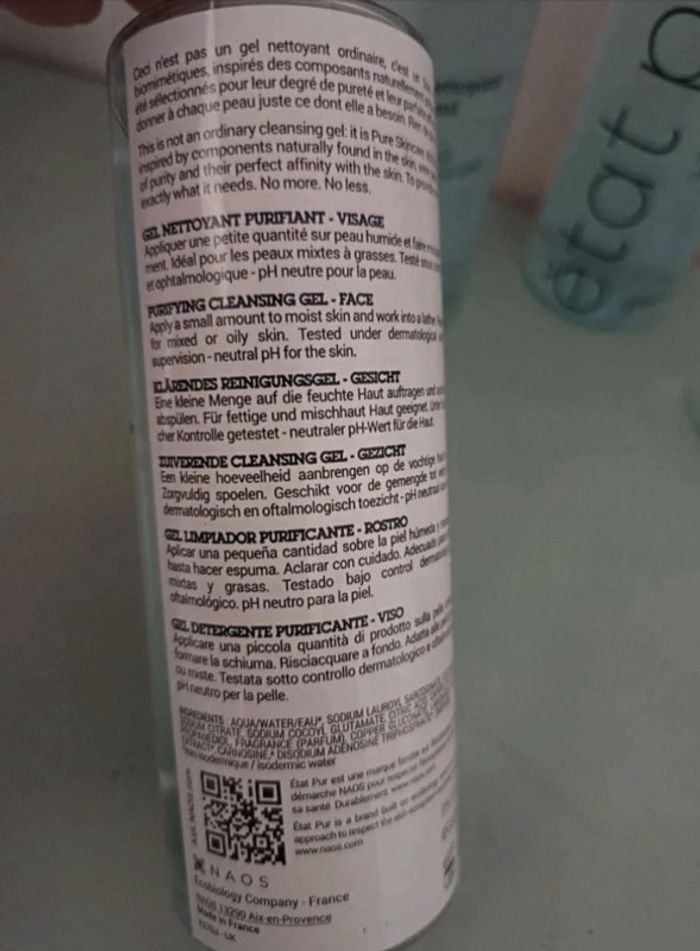 Ceci n'est pas un gel nettoyant ordinaire, c'est un
biomimétiques, inspirés des composants naturellement
été sélectionnés pour leur degré de pureté et leur
donner à chaque peau juste ce dont elle a besoin. Rien de
This is not an ordinary cleansing gel: it is Pure Skincare,
inspired by components naturally found in the skin,
of purity and their perfect affinity with the skin. To
exactly what it needs. No more. No less.
GEL NETTOYANT PURIFIANT - VISAGE
Appliquer une petite quantité sur peau humide et faire
ment. Idéal pour les peaux mixtes à grasses. Testé sous
et ophtalmologique - pH neutre pour la peau.
PURIFYING CLEANSING GEL - FACE
Apply a small amount to moist skin and work into a lather.
for mixed or oily skin. Tested under dermatological
supervision - neutral pH for the skin.
KLÄRENDES REINIGUNGSGEL - GESICHT
Eine kleine Menge auf die feuchte Haut auftragen und
abspülen. Für fettige und mischhaut Haut geeignet. Unter
cher Kontrolle getestet - neutraler pH-Wert für die Haut.
ZUIVERENDE CLEANSING GEL - GEZICHT
Een kleine hoeveelheid aanbrengen op de vochtige
Zorgvuldig spoelen. Geschikt voor de gemengde tot
dermatologisch en oftalmologisch toezicht - pH neutraal
GEL LIMPIADOR PURIFICANTE - ROSTRO
Aplicar una pequeña cantidad sobre la piel húmeda y
hasta hacer espuma. Aclarar con cuidado. Adecuado
mixtas y grasas. Testado bajo control
oftalmológico. pH neutro para la piel.
GEL DETERGENTE PURIFICANTE - VISO
Applicare una piccola quantità di prodotto sulla pelle
formare la schiuma. Risciacquare a fondo. Adatta alle
ou miste. Testata sotto controllo dermatologico e
pH neutro per la pelle.
INGREDIENTS : AQUA/WATER/EAU*, SODIUM LAUROYL
SODIUM CITRATE, SODIUM COCOYL GLUTAMATE, CITRIC ACID,
PROPANEDIOL, FRAGRANCE (PARFUM), COPPER GLUCONATE,
EXTRACT*, CARNOSINE,* DISODIUM ADENOSINE TRIPHOSPHATE
*eau isodermique / isodermic water
Etat Pur est une marque fondée sur
démarche NAOS pour respecter
sa santé. Durablement. www.naos.com
Etat Pur is a brand built on
approach to respect the skin
www.naos.com
NAOS
Ecobiology Company - France
NAOS 13290 Aix-en-Provence
Made in France
état p